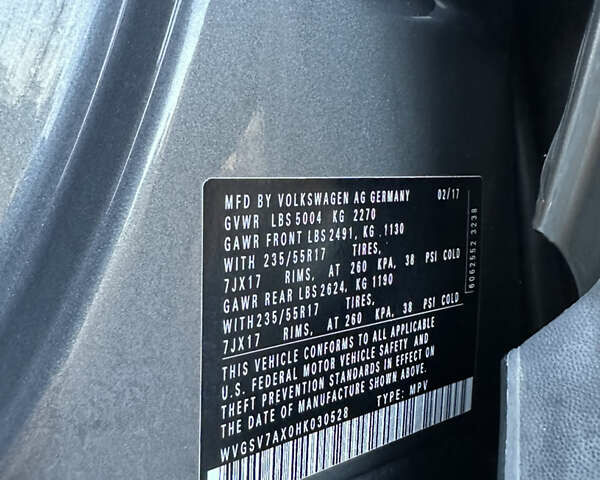 MFD BY VOLKSWAGEN AG GERMANY 02/17
GVWR LBS 5004 KG 2270
GAWR FRONT LBS 2491, KG .1130
WITH 235/55R17 TIRES,
7JX17 RIMS, AT 260 KPA, 38 PSI COLD
GAWR REAR LBS 2624, KG 1190
WITH 235/55R17 TIRES,
7JX17 RIMS, AT 260 KPA, 38 PSI COLD
THIS VEHICLE CONFORMS TO ALL APPLICABLE
U.S. FEDERAL MOTOR VEHICLE SAFETY AND
THEFT PREVENTION STANDARDS IN EFFECT ON
THE DATE OF MANUFACTURE SHOWN ABOVE.
WVGSV7AX0HK030528 TYPE: MPV
6062552 3238